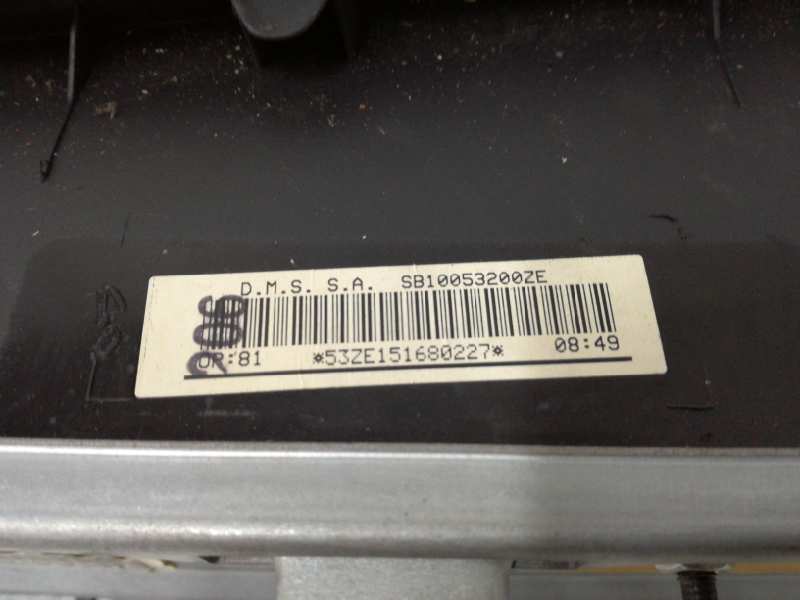 D.M.S. S.A. SB10053200ZE
OP:81 *53ZE151680227* 08:49